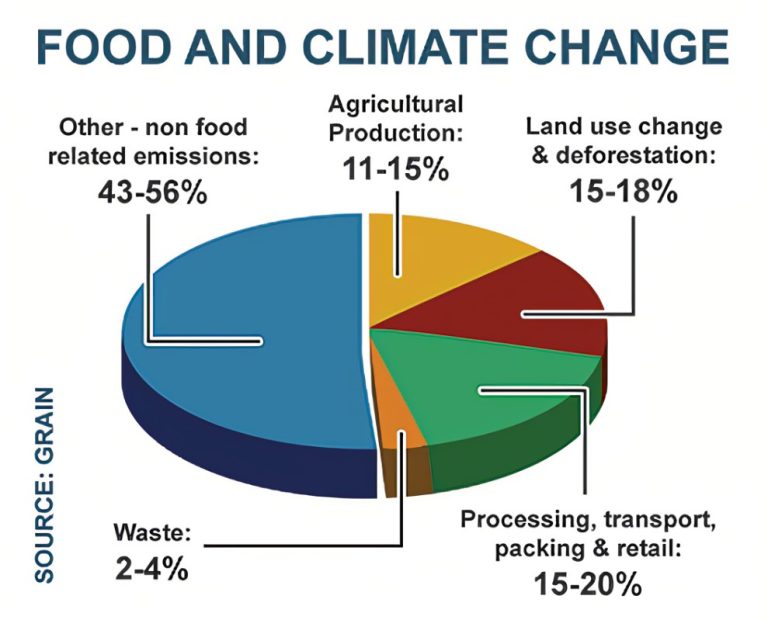 FOOD AND CLIMATE CHANGE
Other - non food
related emissions:
43-56%
Agricultural
Production:
11-15%
Land use change
& deforestation:
15-18%
SOURCE: GRAIN
Waste:
2-4%
Processing, transport,
packing & retail:
15-20%